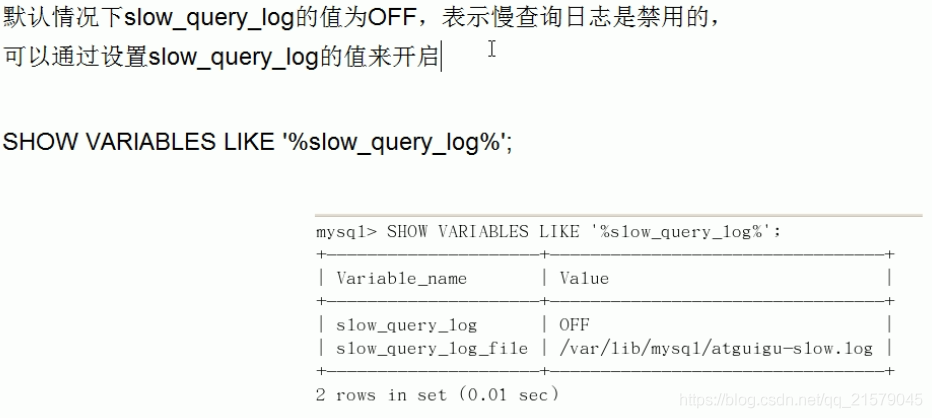 默认情况下slow_query_log的值为OFF，表示慢查询日志是禁用的，
可以通过设置slow_query_log的值来开启
SHOW VARIABLES LIKE '%slow_query_log%';
mysql> SHOW VARIABLES LIKE '%slow_query_log%';
+---------------------+---------------------------------+
| Variable_name | Value |
+---------------------+---------------------------------+
| slow_query_log | OFF |
| slow_query_log_file | /var/lib/mysql/atguigu-slow.log |
+---------------------+---------------------------------+
2 rows in set (0.01 sec)
https://blog.csdn.net/qq_21579045